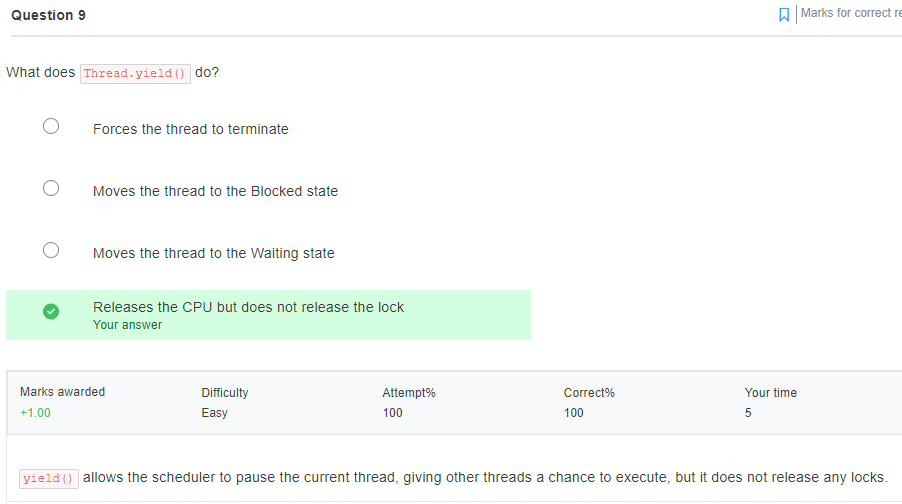 Question 9
Marks for correct re
What does Thread.yield() do?
Forces the thread to terminate
Moves the thread to the Blocked state
Moves the thread to the Waiting state
Releases the CPU but does not release the lock
Your answer
Marks awarded Difficulty Attempt% Correct% Your time
+1.00 Easy 100 100 5
yield() allows the scheduler to pause the current thread, giving other threads a chance to execute, but it does not release any locks.